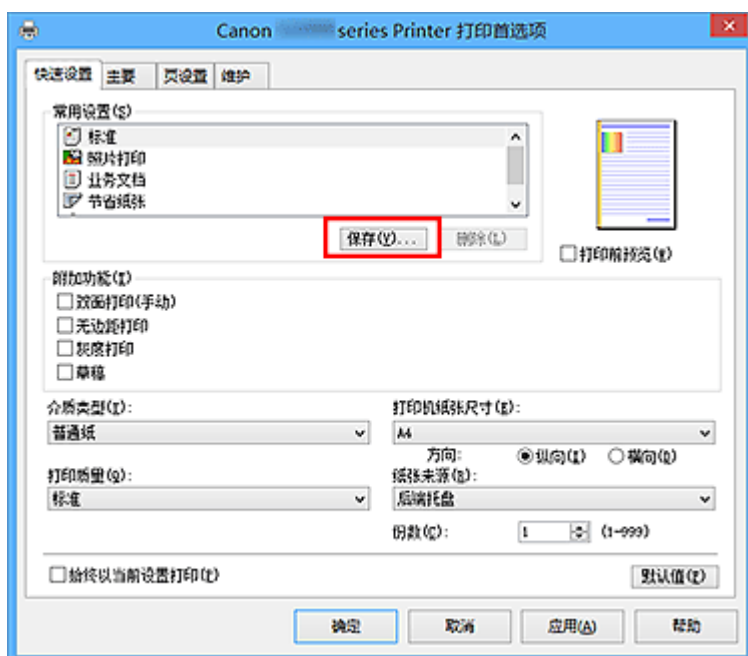 Canon series Printer 打印首选项
快速设置 主要 页设置 维护
常用设置(S)
标准
照片打印
业务文档
节省纸张
保存(Y)... 删除(L)
打印前预览(W)
附加功能(I)
双面打印(手动)
无边距打印
灰度打印
草稿
介质类型(I): 打印机纸张尺寸(E):
普通纸 A4
方向: 纵向(I) 横向(Q)
打印质量(Q): 纸张来源(B):
标准 后端托盘
份数(C): 1 (1-999)
始终以当前设置打印(T)
默认值(F)
确定 取消 应用(A) 帮助